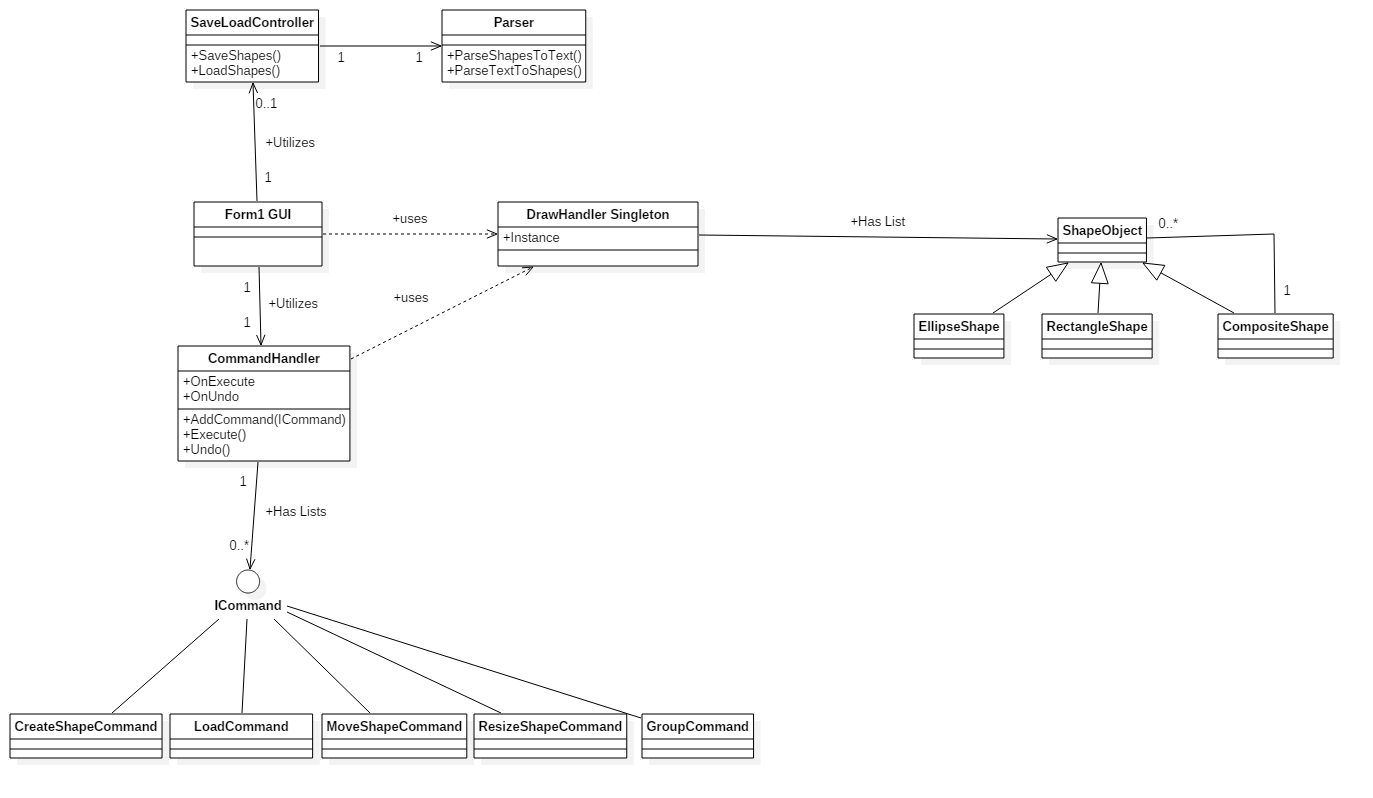 SaveLoadController
+SaveShapes()
+LoadShapes()
Parser
+ParseShapesToText()
+ParseTextToShapes()
1
1
0..1
+Utilizes
1
Form1 GUI
+uses
DrawHandler Singleton
+Instance
+Has List
ShapeObject
0..*
1
EllipseShape
RectangleShape
CompositeShape
1
+Utilizes
1
+uses
CommandHandler
+OnExecute
+OnUndo
+AddCommand(ICommand)
+Execute()
+Undo()
1
+Has Lists
0..*
ICommand
CreateShapeCommand
LoadCommand
MoveShapeCommand
ResizeShapeCommand
GroupCommand